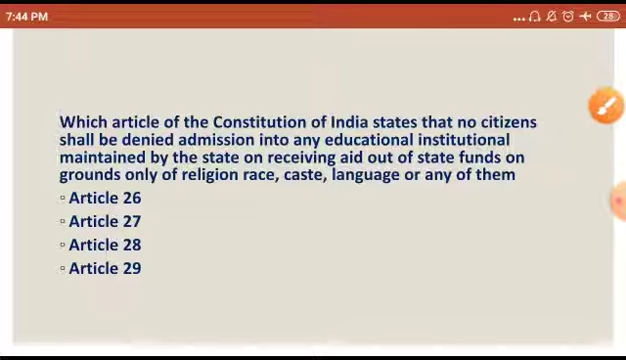 7:44 PM
28
Which article of the Constitution of India states that no citizens
shall be denied admission into any educational institutional
maintained by the state on receiving aid out of state funds on
grounds only of religion race, caste, language or any of them
Article 26
Article 27
Article 28
Article 29